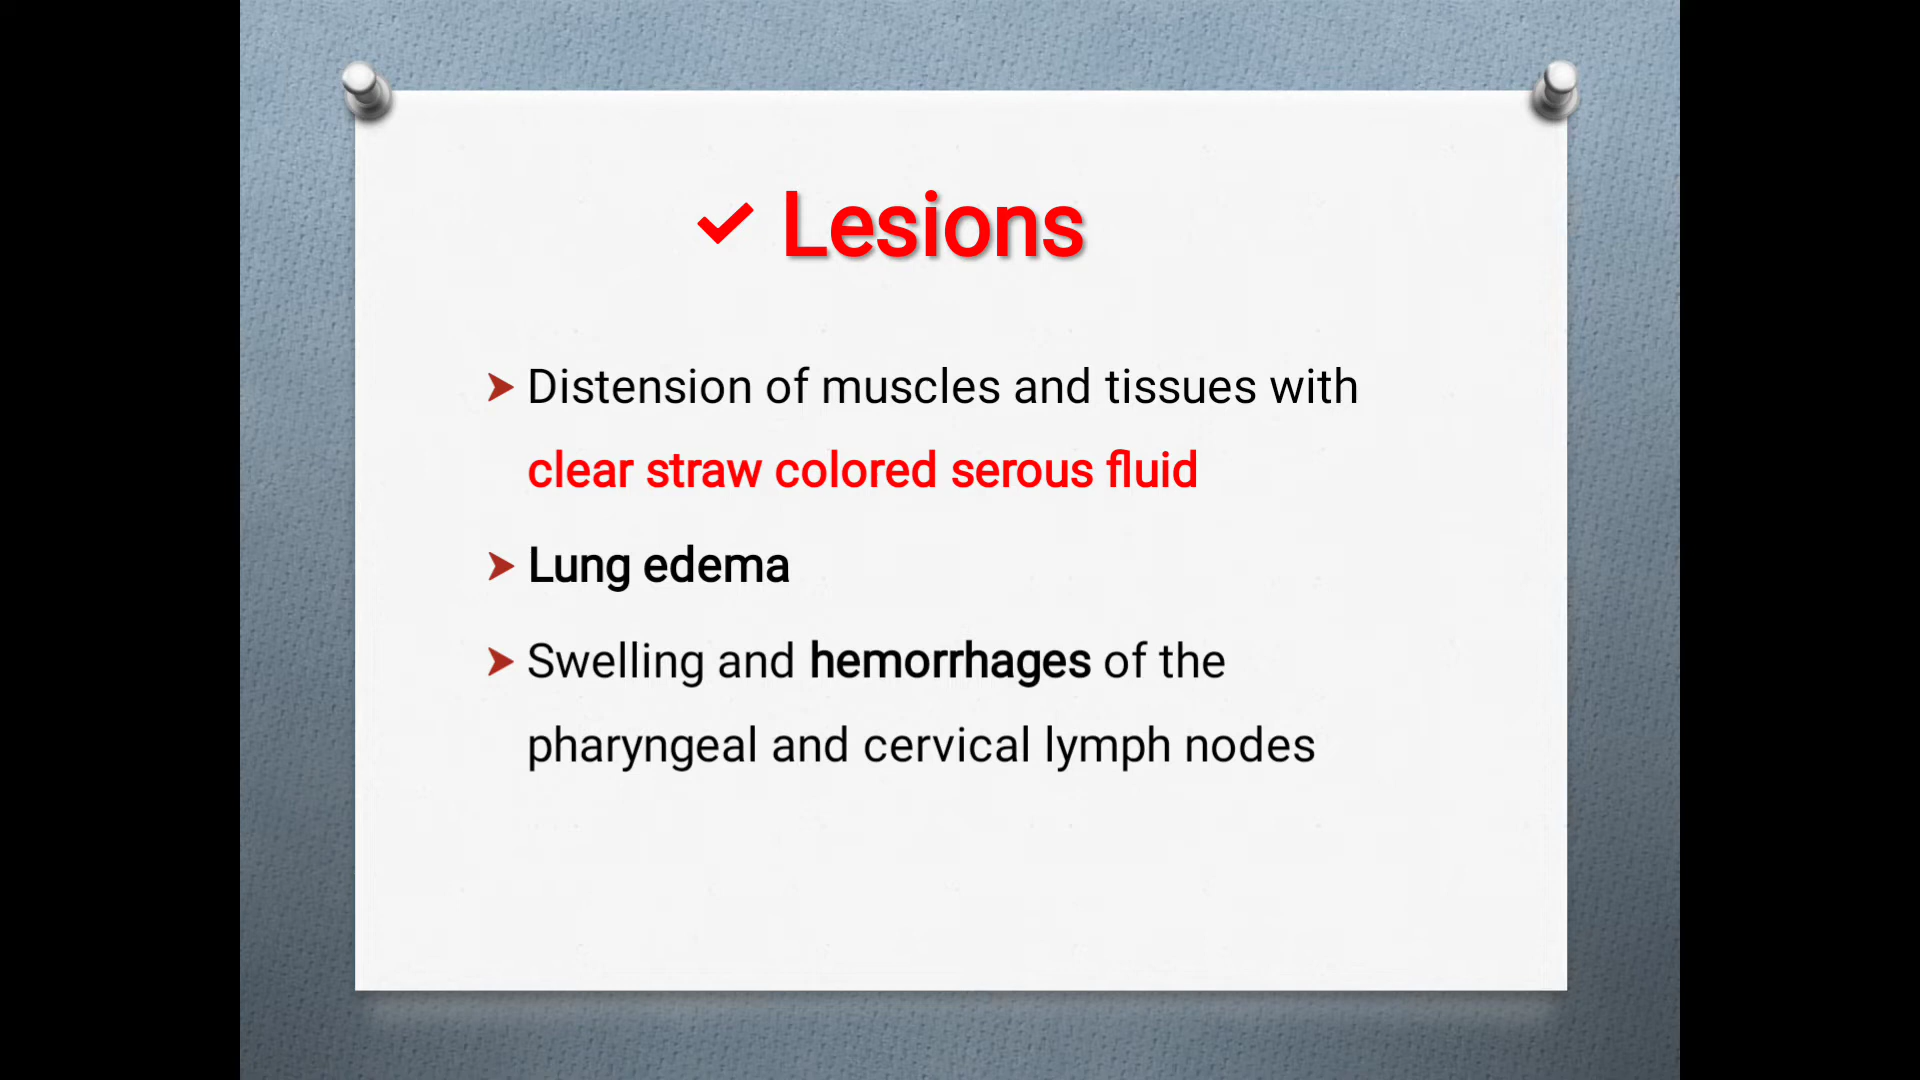 ✓ Lesions
➤ Distension of muscles and tissues with
clear straw colored serous fluid
➤ Lung edema
➤ Swelling and hemorrhages of the
pharyngeal and cervical lymph nodes